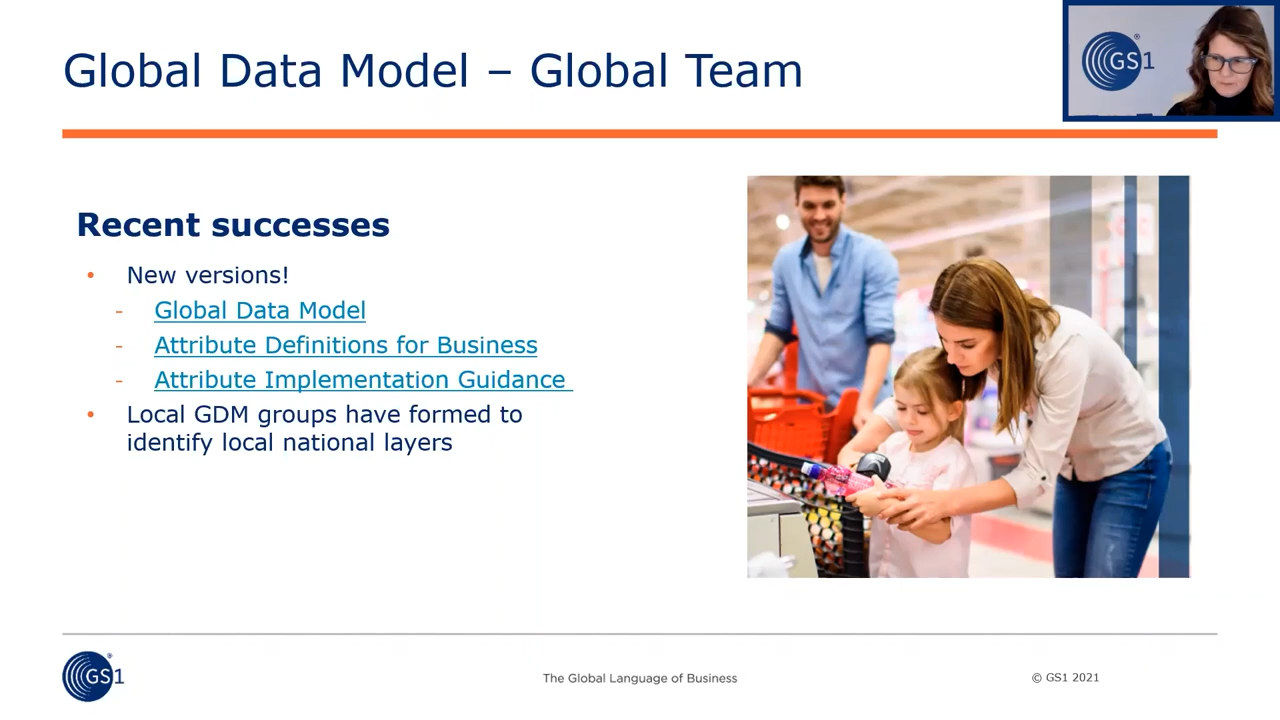 Global Data Model – Global Team
GS1®
Recent successes
• New versions!
- Global Data Model
- Attribute Definitions for Business
- Attribute Implementation Guidance
• Local GDM groups have formed to
identify local national layers
GS1®
The Global Language of Business
© GS1 2021